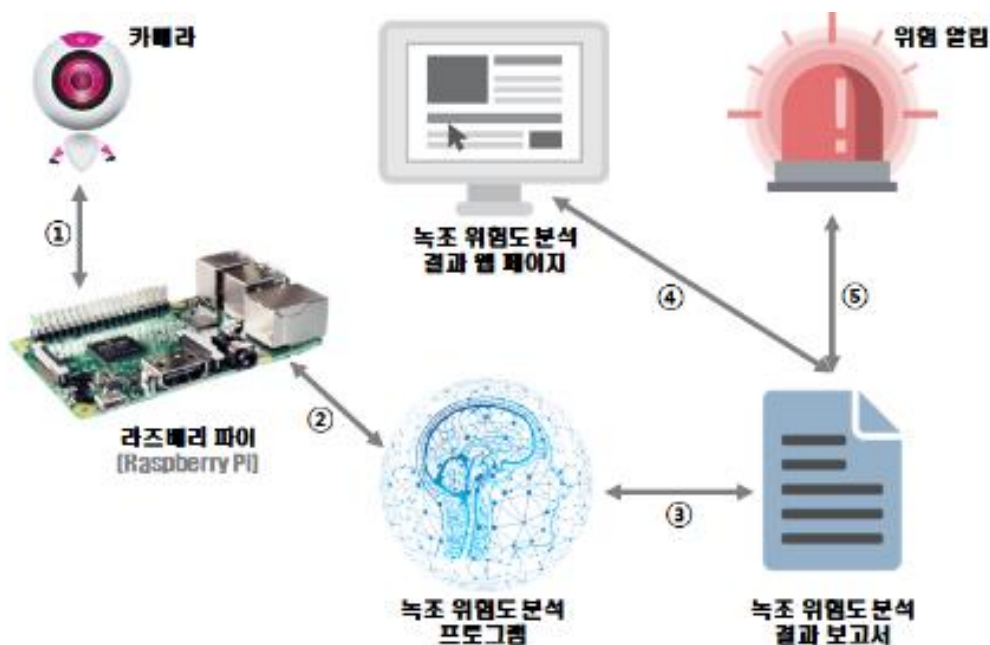 카메라
위험 알림
①
녹조 위험도 분석
결과 웹 페이지
④
⑤
라즈베리 파이
(Raspberry Pi)
②
③
녹조 위험도 분석
프로그램
녹조 위험도 분석
결과 보고서